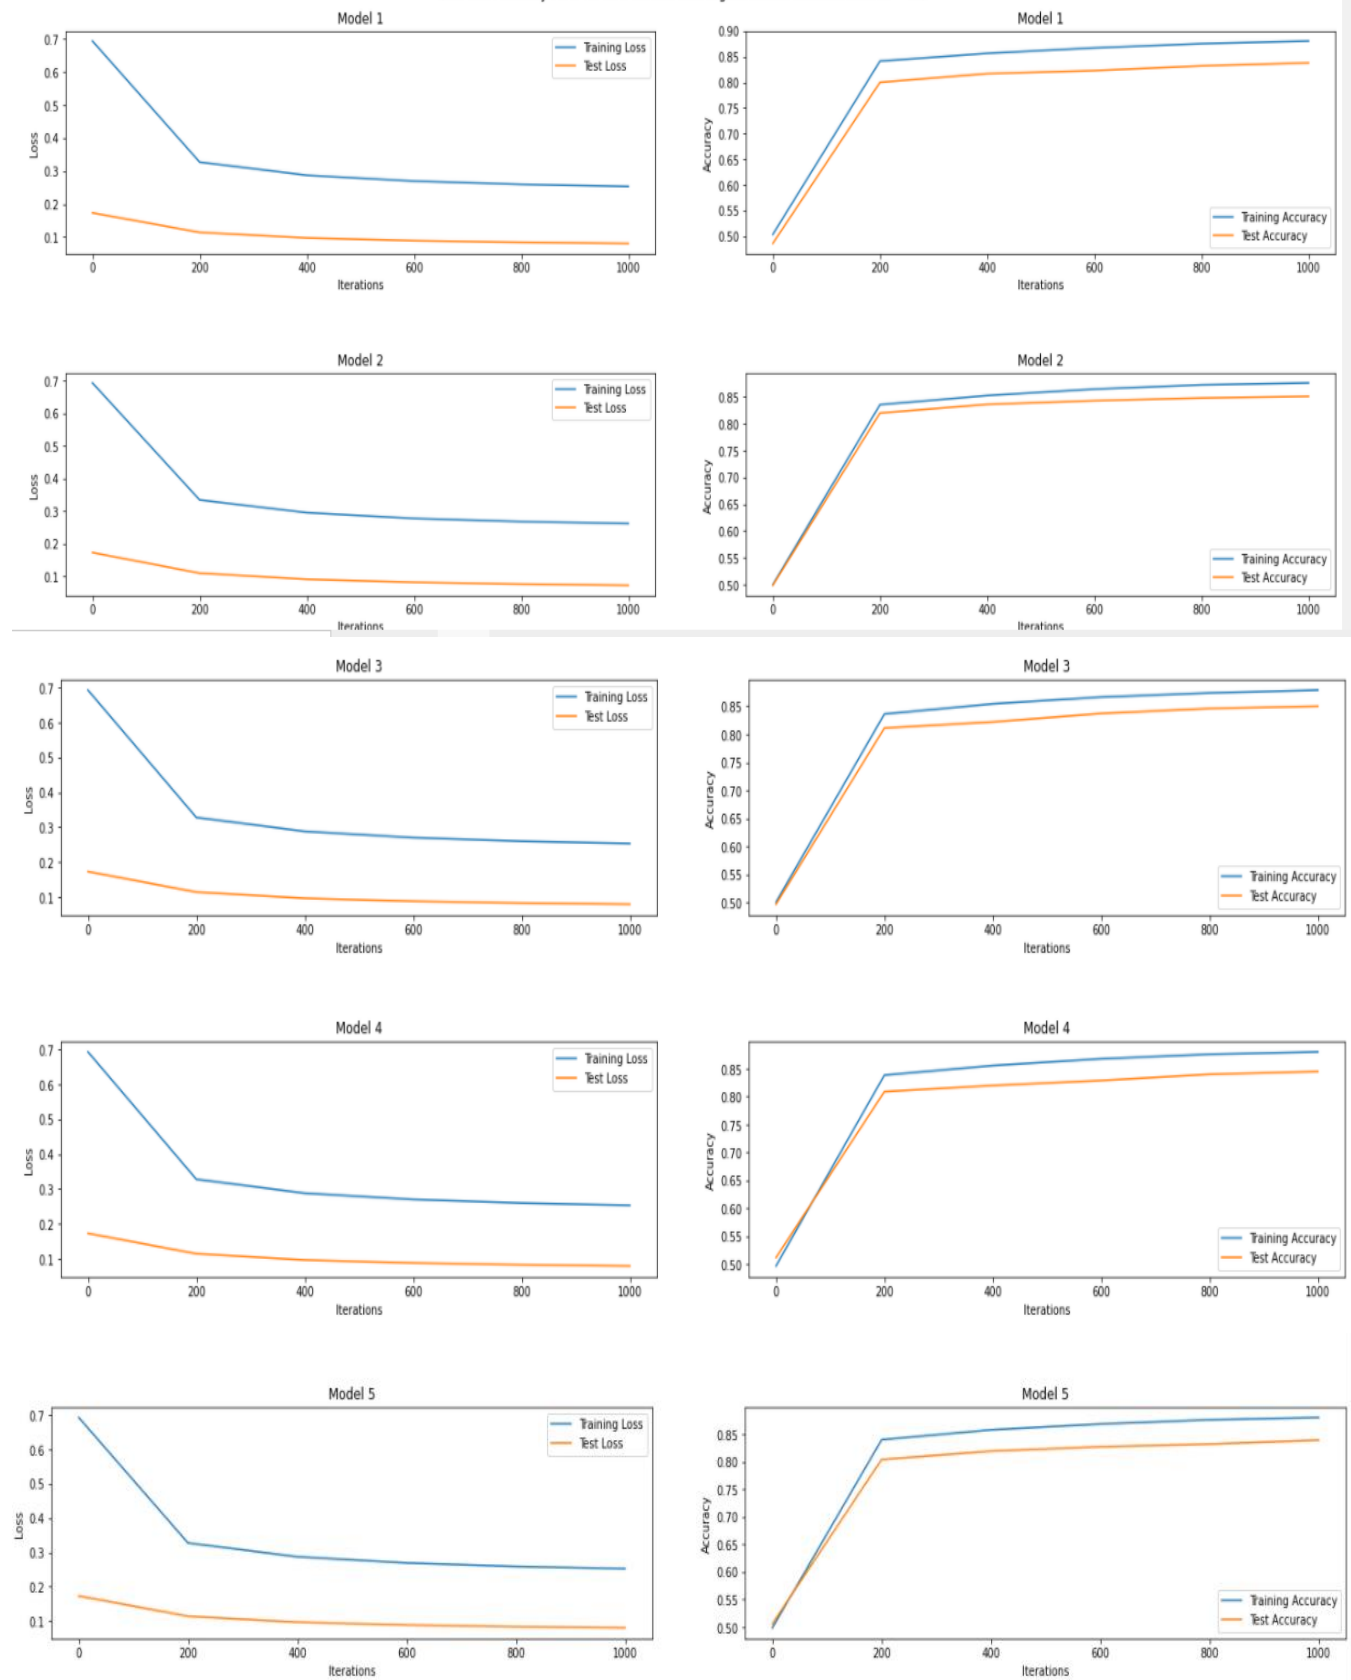 Model 1
0.7
0.6
0.5
0.4
0.3
0.2
0.1
Loss
Training Loss
Test Loss
0 200 400 600 800 1000
Iterations
Model 1
0.90
0.85
0.80
0.75
0.70
0.65
0.60
0.55
0.50
Accuracy
Training Accuracy
Test Accuracy
0 200 400 600 800 1000
Iterations
Model 2
0.7
0.6
0.5
0.4
0.3
0.2
0.1
Loss
Training Loss
Test Loss
0 200 400 600 800 1000
Iterations
Model 2
0.85
0.80
0.75
0.70
0.65
0.60
0.55
0.50
Accuracy
Training Accuracy
Test Accuracy
0 200 400 600 800 1000
Iterations
Model 3
0.7
0.6
0.5
0.4
0.3
0.2
0.1
Loss
Training Loss
Test Loss
0 200 400 600 800 1000
Iterations
Model 3
0.85
0.80
0.75
0.70
0.65
0.60
0.55
0.50
Accuracy
Training Accuracy
Test Accuracy
0 200 400 600 800 1000
Iterations
Model 4
0.7
0.6
0.5
0.4
0.3
0.2
0.1
Loss
Training Loss
Test Loss
0 200 400 600 800 1000
Iterations
Model 4
0.85
0.80
0.75
0.70
0.65
0.60
0.55
0.50
Accuracy
Training Accuracy
Test Accuracy
0 200 400 600 800 1000
Iterations
Model 5
0.7
0.6
0.5
0.4
0.3
0.2
0.1
Loss
Training Loss
Test Loss
0 200 400 600 800 1000
Iterations
Model 5
0.85
0.80
0.75
0.70
0.65
0.60
0.55
0.50
Accuracy
Training Accuracy
Test Accuracy
0 200 400 600 800 1000
Iterations